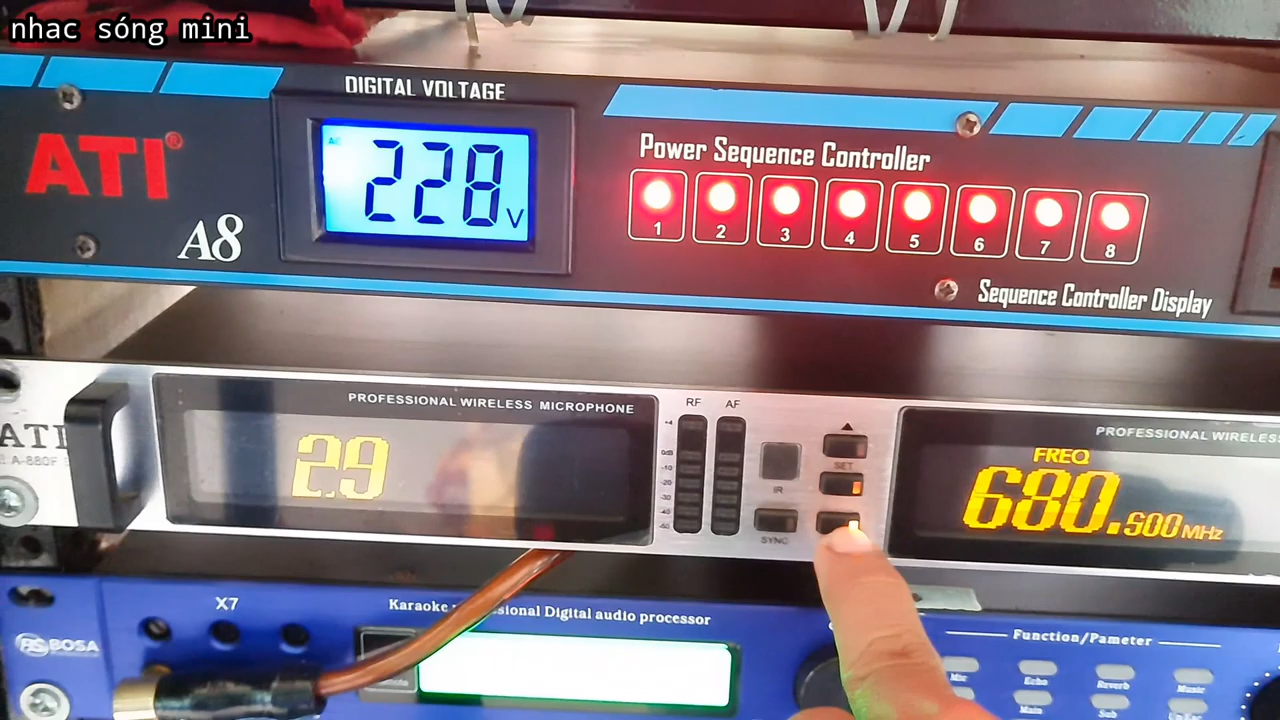 nhac sóng mini
DIGITAL VOLTAGE
228 V
ATI®
A8
Power Sequence Controller
1 2 3 4 5 6 7 8
Sequence Controller Display
PROFESSIONAL WIRELESS MICROPHONE
29
ATI
RF AF
SET
IR
SYNC
PROFESSIONAL
FREQ
680.500 MHz
X7
BOSA
Karaoke
Digital audio processor
Function/Pameter
Mic Echo Reverb Music
Main Sub